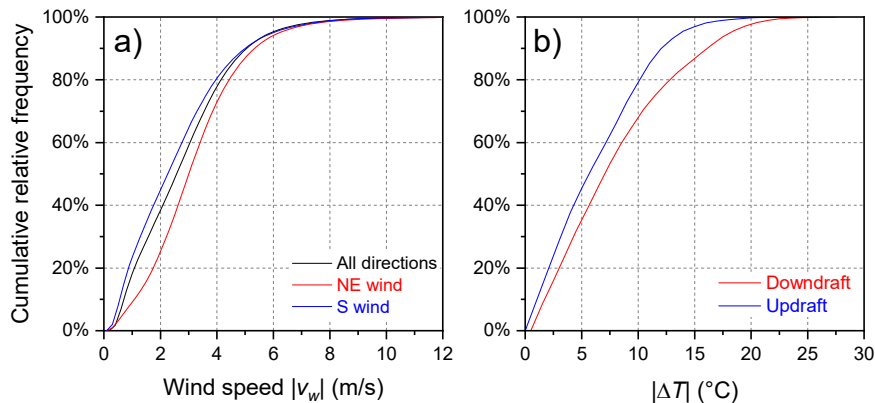 Cumulative relative frequency
100%
80%
60%
40%
20%
0%
a)
All directions
NE wind
S wind
0 2 4 6 8 10 12
Wind speed |v_w| (m/s)
100%
80%
60%
40%
20%
0%
b)
Downdraft
Updraft
0 5 10 15 20 25 30
|ΔT| (°C)